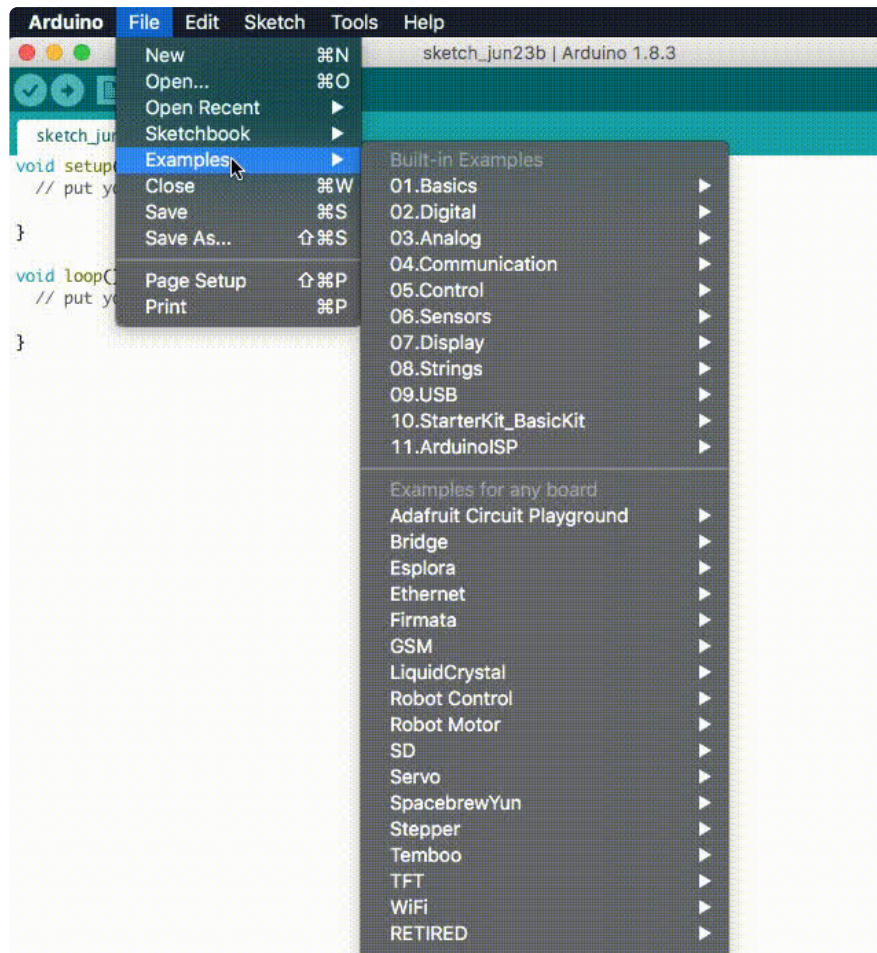 Arduino File Edit Sketch Tools Help
sketch_jun23b | Arduino 1.8.3
New ⌘N
Open... ⌘O
Open Recent ▶
Sketchbook ▶
Examples ▶
Close ⌘W
Save ⌘S
Save As... ⇧⌘S
Page Setup ⇧⌘P
Print ⌘P
sketch_jun
void setup(
// put yo
}
void loop()
// put yo
}
Built-in Examples
01.Basics ▶
02.Digital ▶
03.Analog ▶
04.Communication ▶
05.Control ▶
06.Sensors ▶
07.Display ▶
08.Strings ▶
09.USB ▶
10.StarterKit_BasicKit ▶
11.ArduinoISP ▶
Examples for any board
Adafruit Circuit Playground ▶
Bridge ▶
Esplora ▶
Ethernet ▶
Firmata ▶
GSM ▶
LiquidCrystal ▶
Robot Control ▶
Robot Motor ▶
SD ▶
Servo ▶
SpacebrewYun ▶
Stepper ▶
Temboo ▶
TFT ▶
WiFi ▶
RETIRED ▶